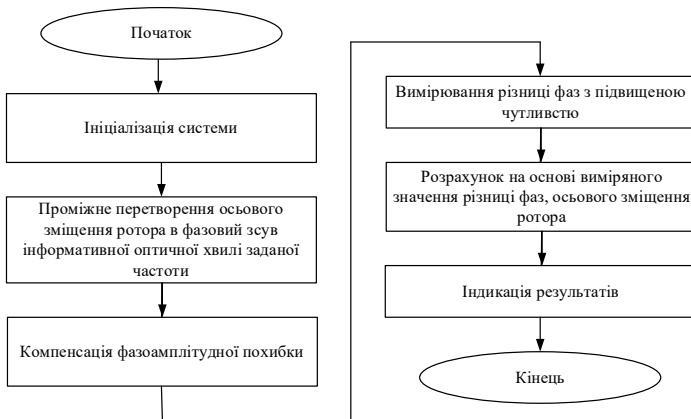 Початок
Ініціалізація системи
Проміжне перетворення осьового
зміщення ротора в фазовий зсув
інформативної оптичної хвилі заданої
частоти
Компенсація фазоамплітудної похибки
Вимірювання різниці фаз з підвищеною
чутливстю
Розрахунок на основі виміряного
значення різниці фаз, осьового зміщення
ротора
Індикація результатів
Кінець